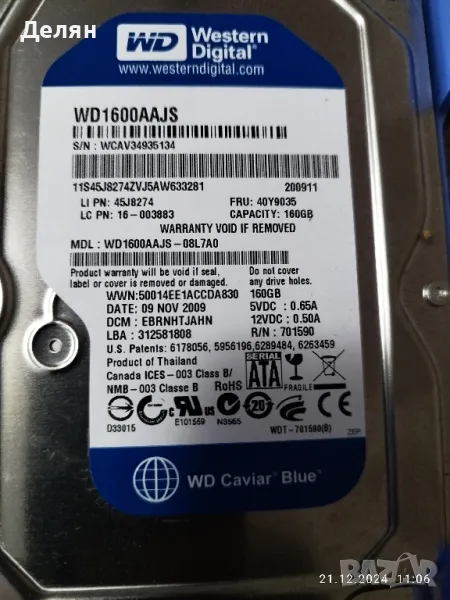 Делян
WD Western Digital®
www.westerndigital.com
WD1600AAJS
S/N : WCAV34935134
11S45J8274ZVJ5AW633281 200911
LI PN: 45J8274 FRU: 40Y9035
LC PN: 16-003883 CAPACITY: 160GB
WARRANTY VOID IF REMOVED
MDL : WD1600AAJS-08L7A0
Product warranty will be void if seal, label or cover is removed or damaged.
Do not cover any drive holes.
WWN:50014EE1ACCDA830 160GB
DATE: 09 NOV 2009 5VDC : 0.65A
DCM : EBRNHTJAHN 12VDC : 0.50A
LBA : 312581808 R/N : 701590
U.S. Patents: 6178056, 5956196,6289484, 6263459
Product of Thailand
Canada ICES-003 Class B/
NMB-003 Classe B RoHS
SERIAL ATA
FRAGILE
D33015 E101559 N3565 20
WDT-701590(B)
ZEP
WD Caviar® Blue™
BAZAR
21.12.2024 11:06